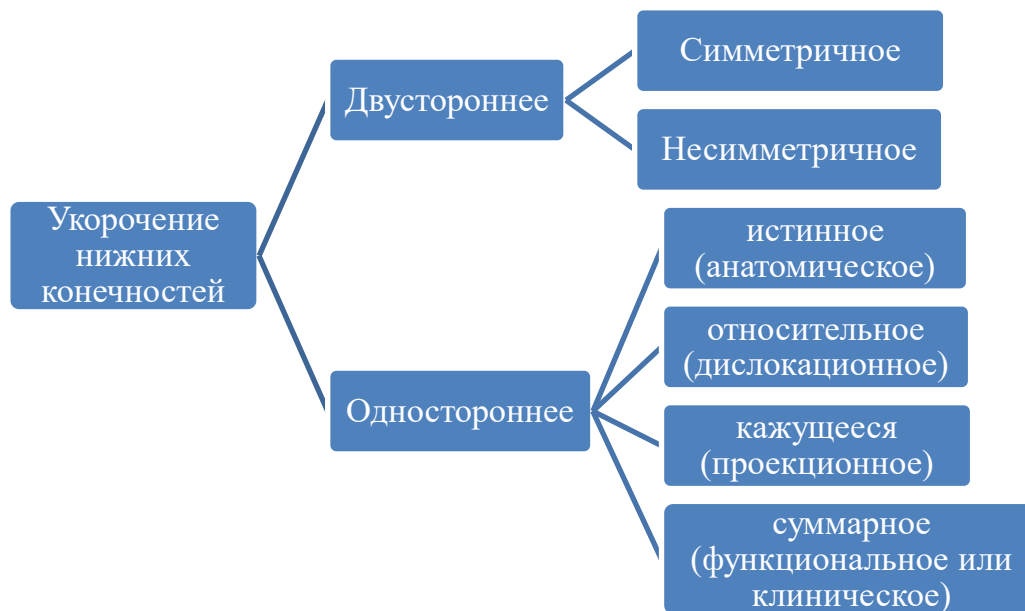 Укорочение
нижних
конечностей
Двустороннее
Симметричное
Несимметричное
Одностороннее
истинное
(анатомическое)
относительное
(дислокационное)
кажущееся
(проекционное)
суммарное
(функциональное или
клиническое)